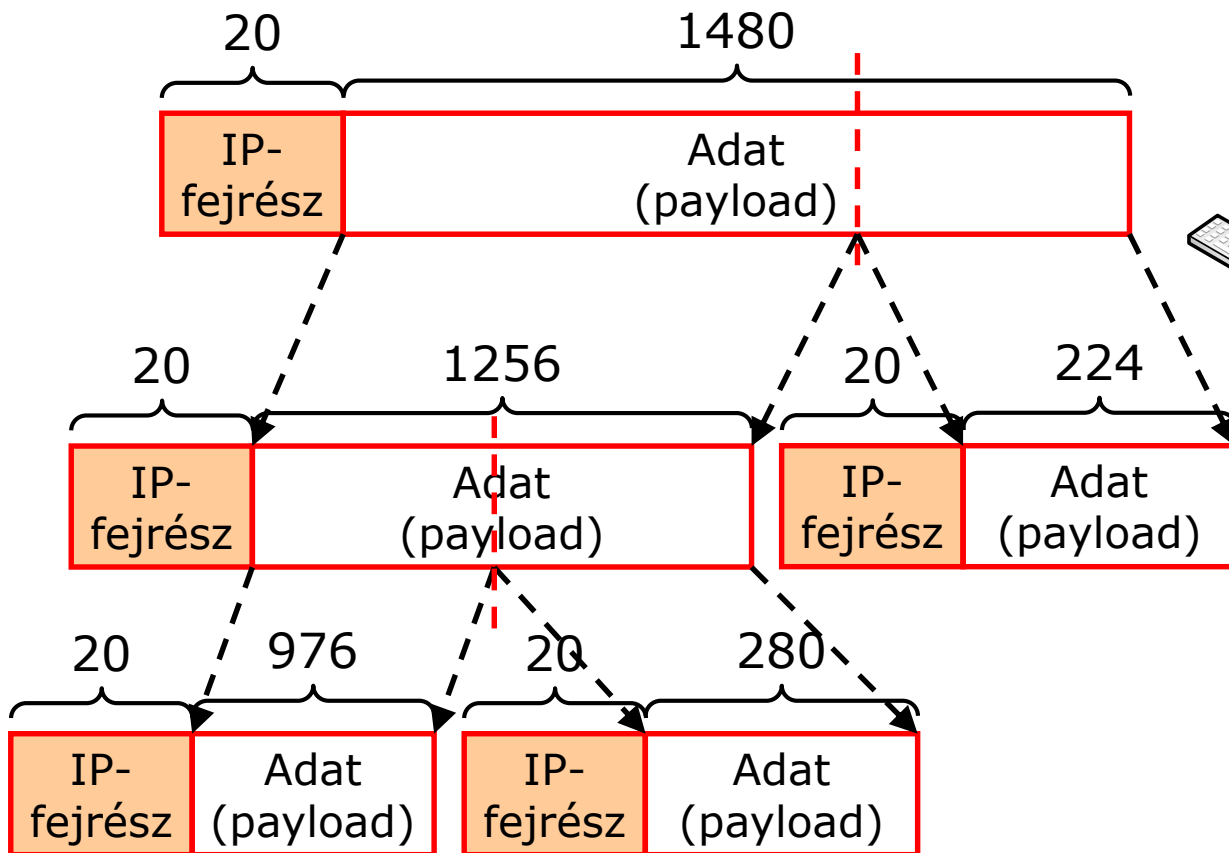 20
1480
IP-
fejrész
Adat
(payload)
20
1256
20
224
IP-
fejrész
Adat
(payload)
IP-
fejrész
Adat
(payload)
20
976
20
280
IP-
fejrész
Adat
(payload)
IP-
fejrész
Adat
(payload)